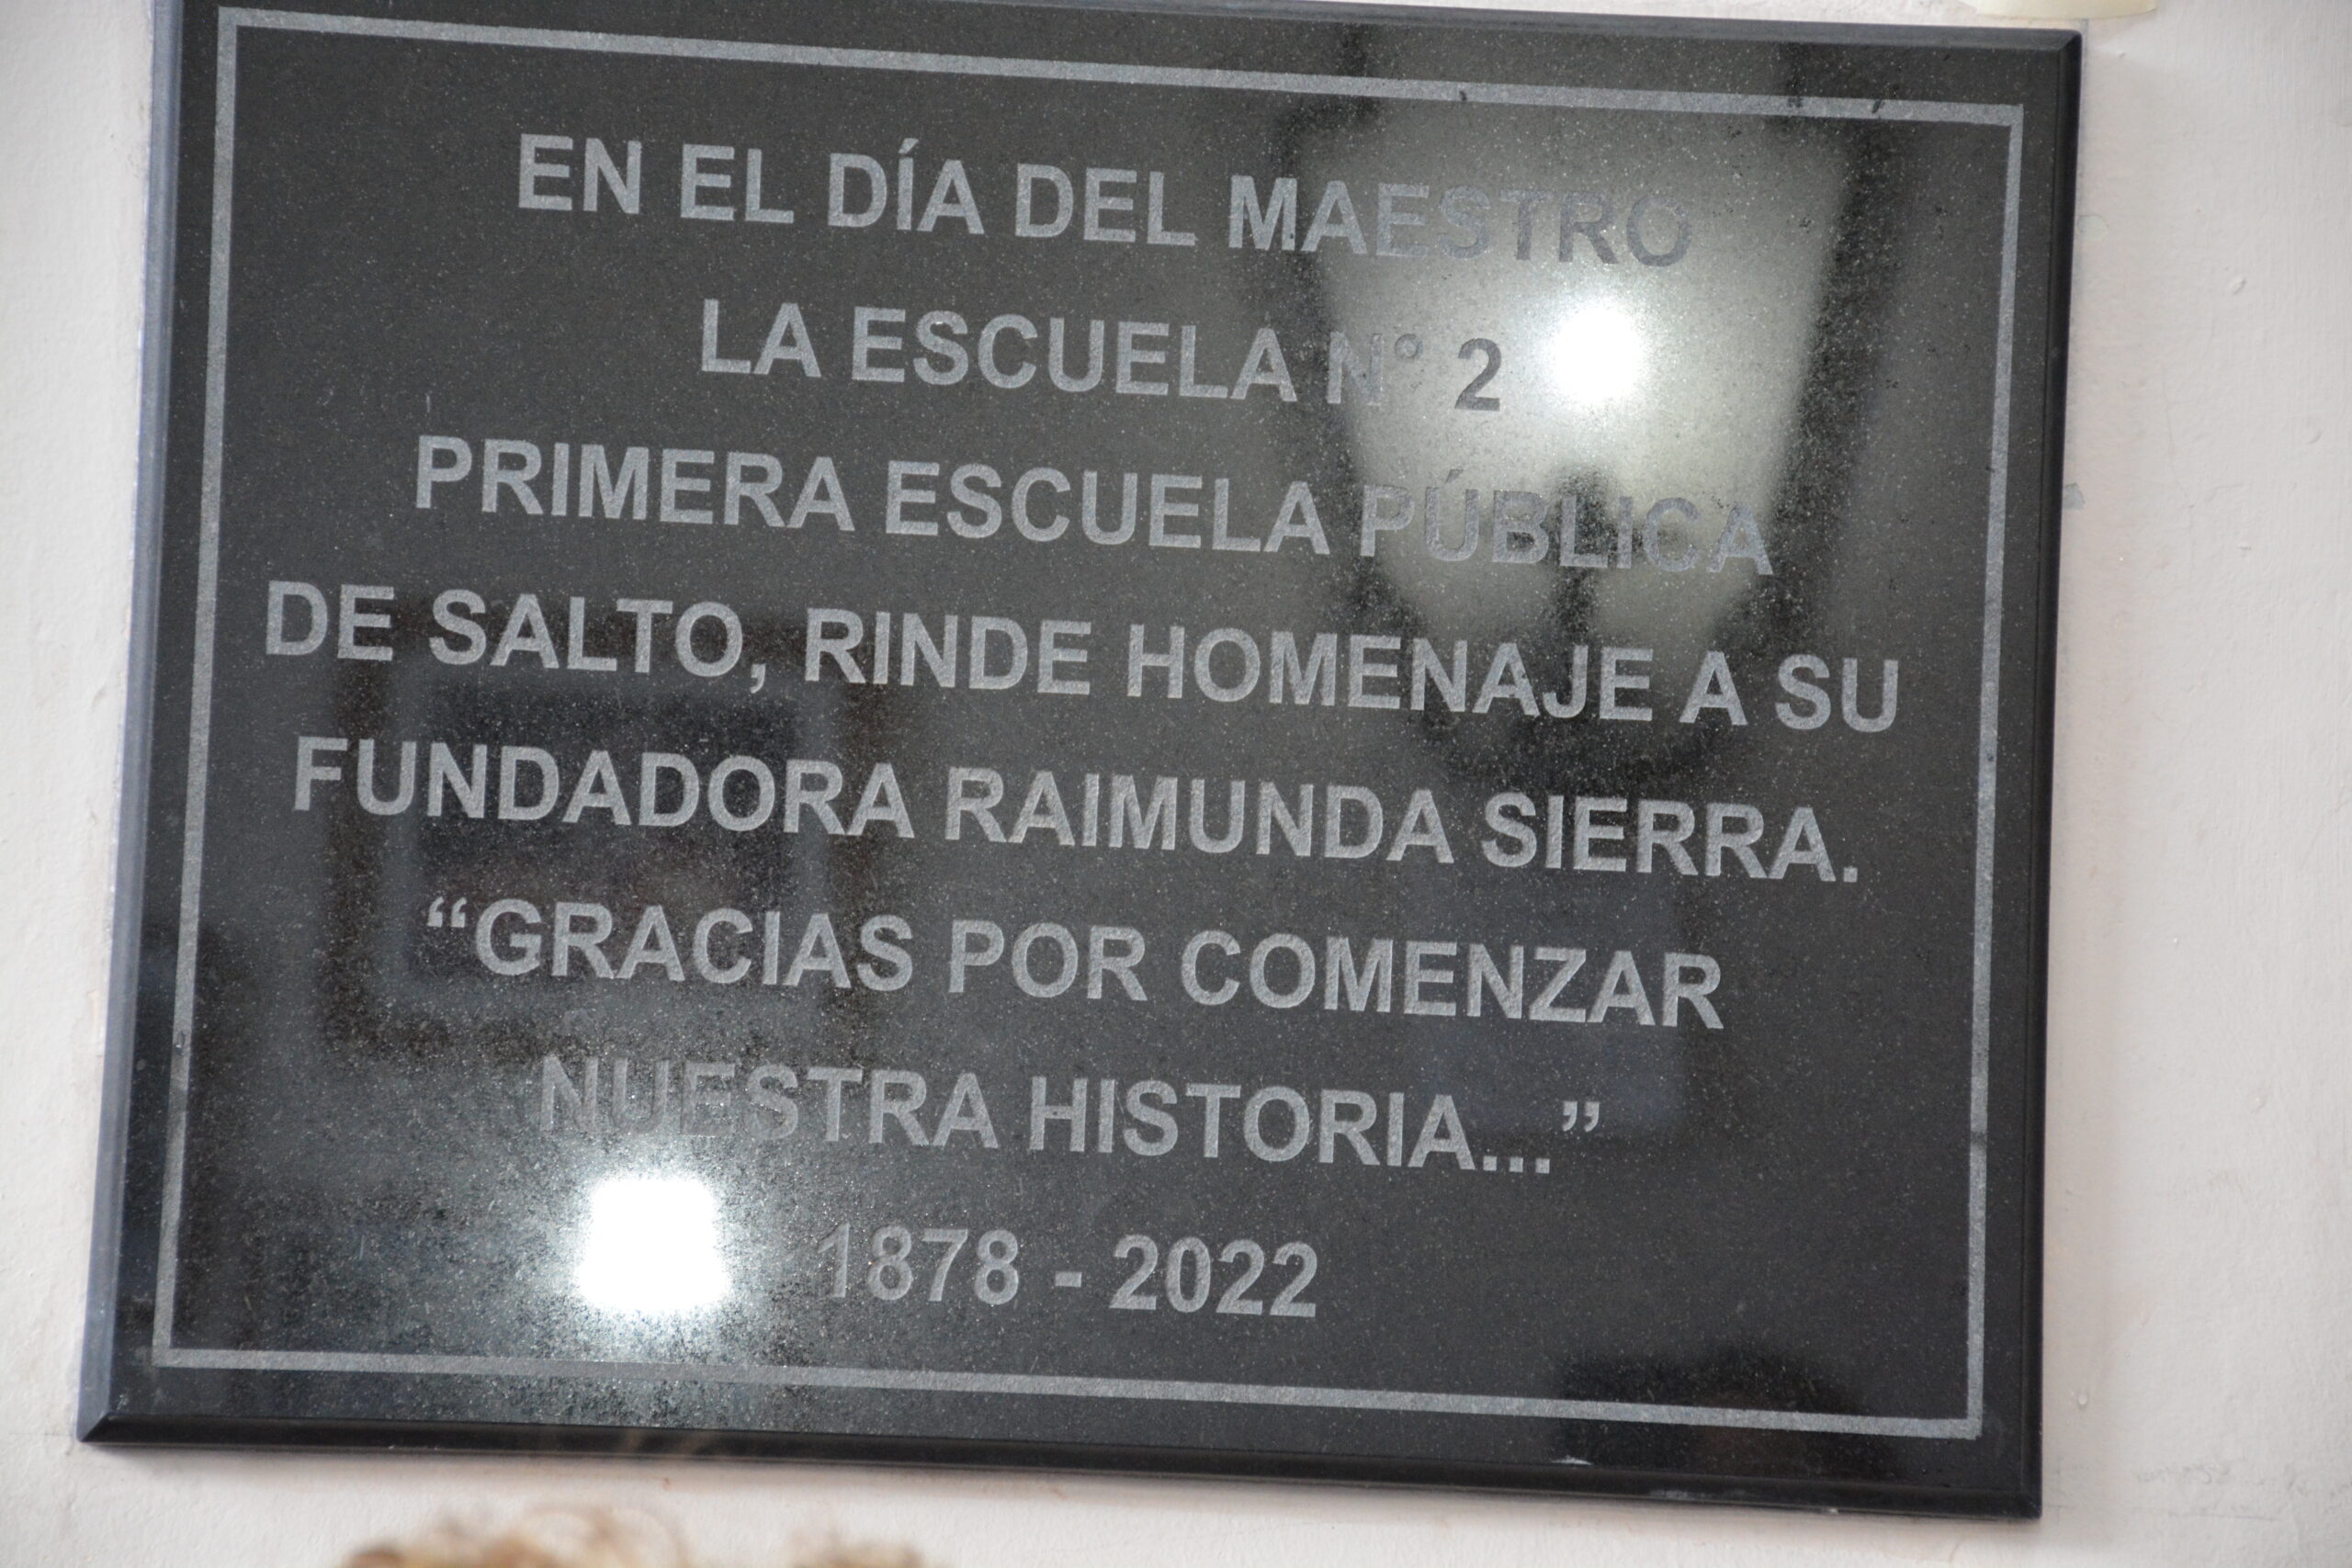 EN EL DÍA DEL MAESTRO
LA ESCUELA N° 2
PRIMERA ESCUELA PÚBLICA
DE SALTO, RINDE HOMENAJE A SU
FUNDADORA RAIMUNDA SIERRA.
“GRACIAS POR COMENZAR
NUESTRA HISTORIA...”
1878 - 2022